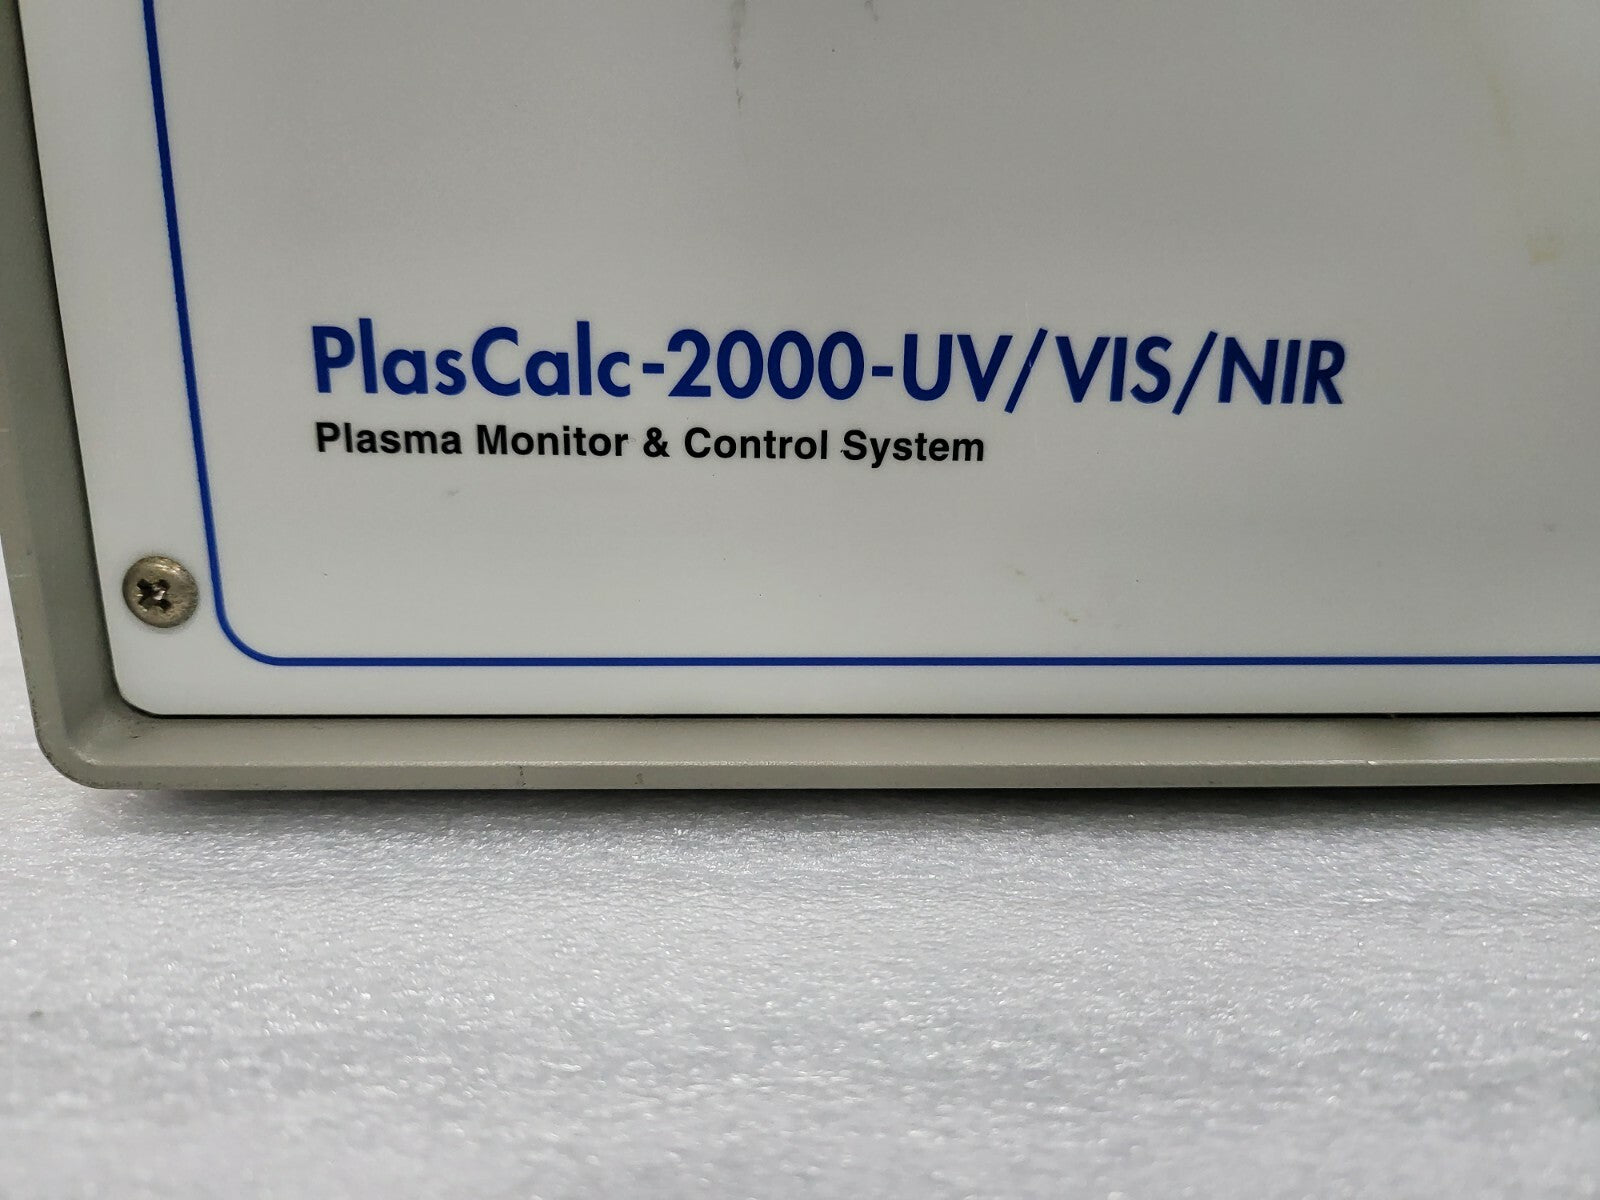 PlasCalc-2000-UV/VIS/NIR
Plasma Monitor & Control System